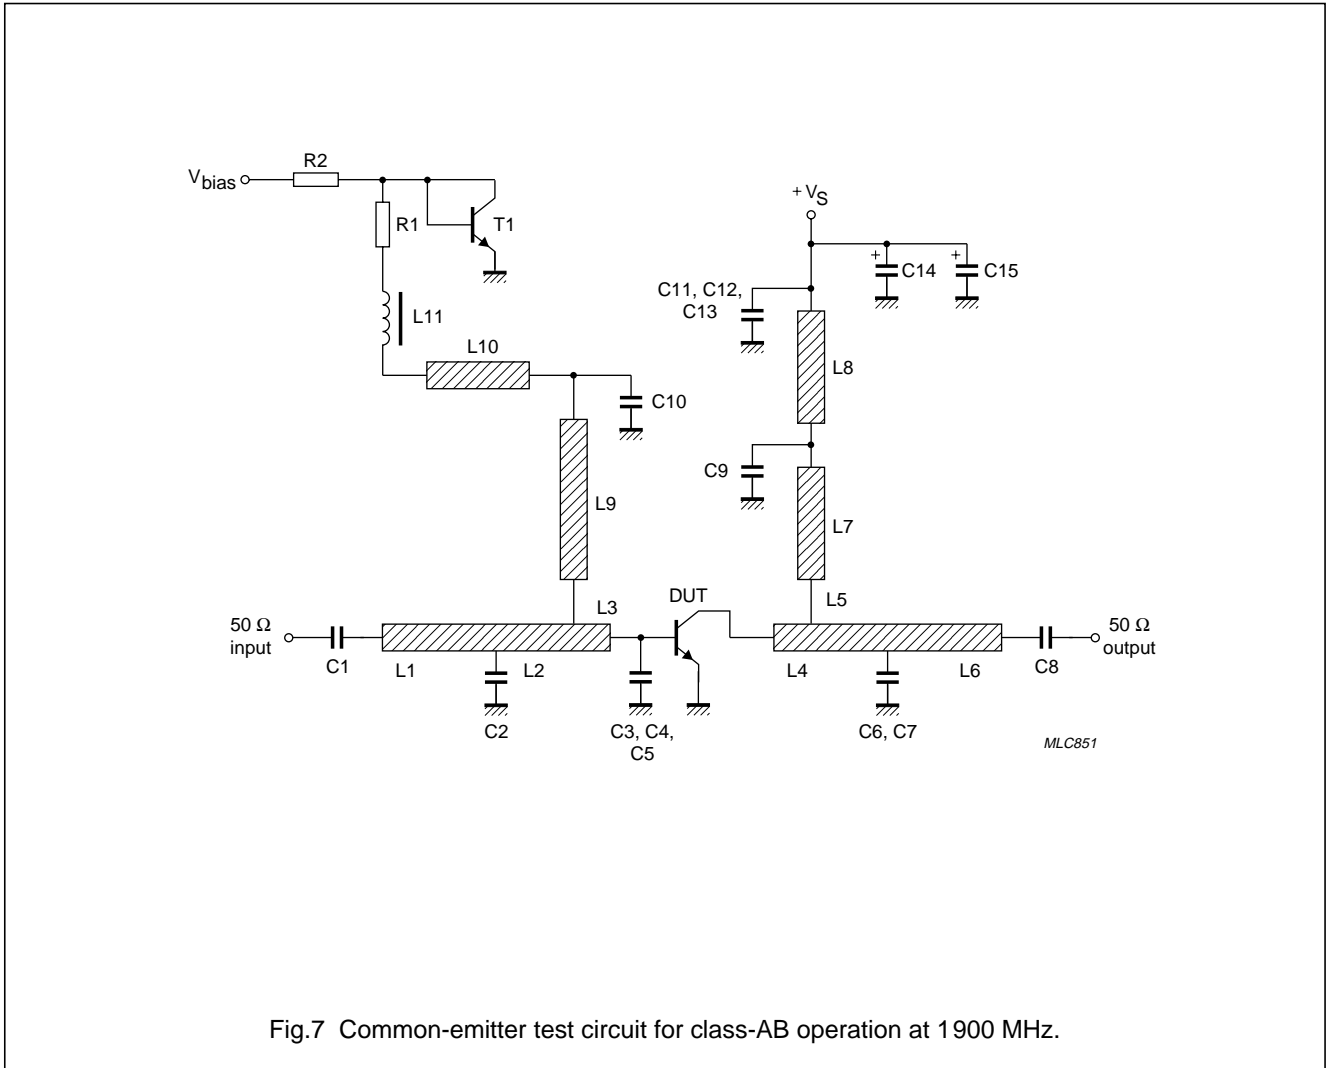 R2
V bias
R1
T1
L11
L10
C10
L9
+ VS
C14
C15
C11, C12,
C13
L8
C9
L7
DUT
L3
L5
50 Ω
input
C1
L1
L2
C2
C3, C4,
C5
L4
L6
C6, C7
C8
50 Ω
output
MLC851
Fig.7 Common-emitter test circuit for class-AB operation at 1900 MHz.